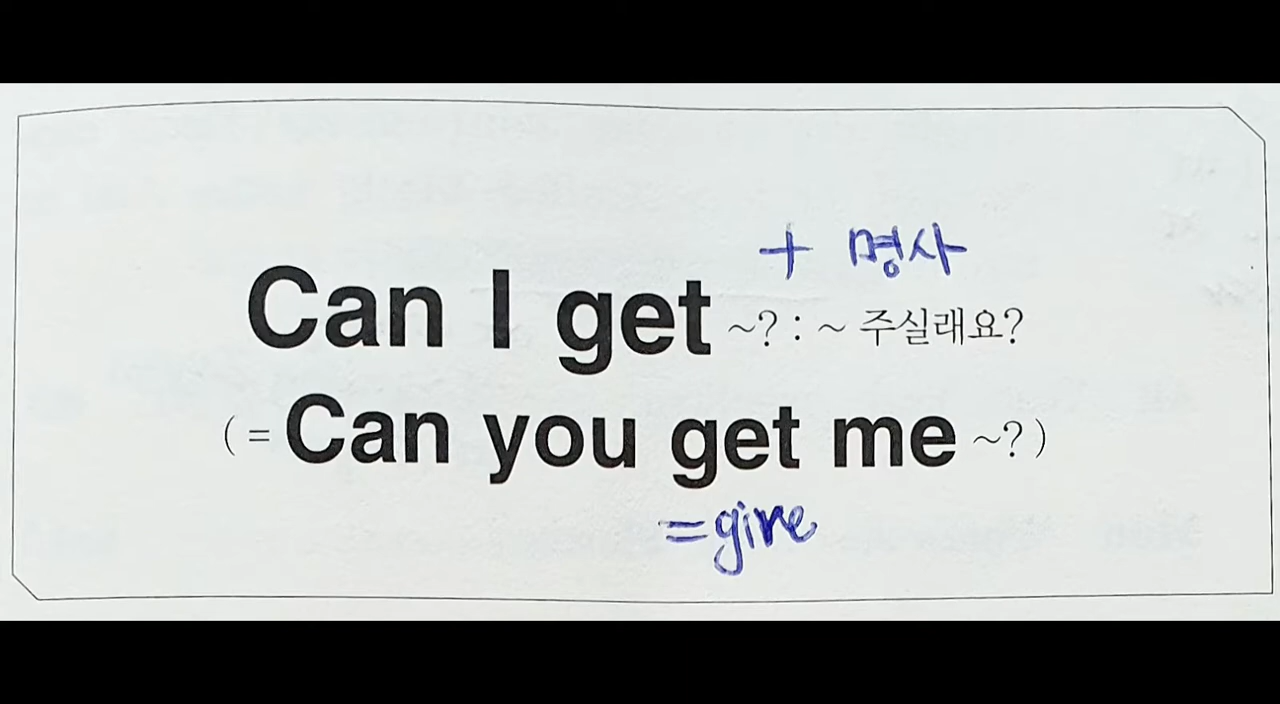 + 명사
Can I get ~? : ~ 주실래요?
( = Can you get me ~? )
=give